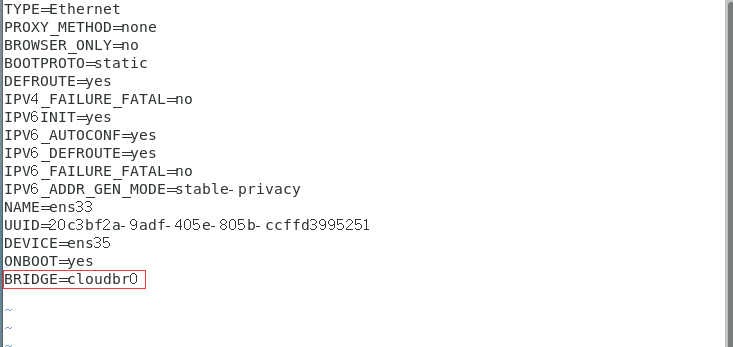 TYPE=Ethernet
PROXY_METHOD=none
BROWSER_ONLY=no
BOOTPROTO=static
DEFROUTE=yes
IPV4_FAILURE_FATAL=no
IPV6INIT=yes
IPV6_AUTOCONF=yes
IPV6_DEFROUTE=yes
IPV6_FAILURE_FATAL=no
IPV6_ADDR_GEN_MODE=stable-privacy
NAME=ens33
UUID=20c3bf2a-9adf-405e-805b-ccffd3995251
DEVICE=ens35
ONBOOT=yes
BRIDGE=cloudbr0
~
~
~